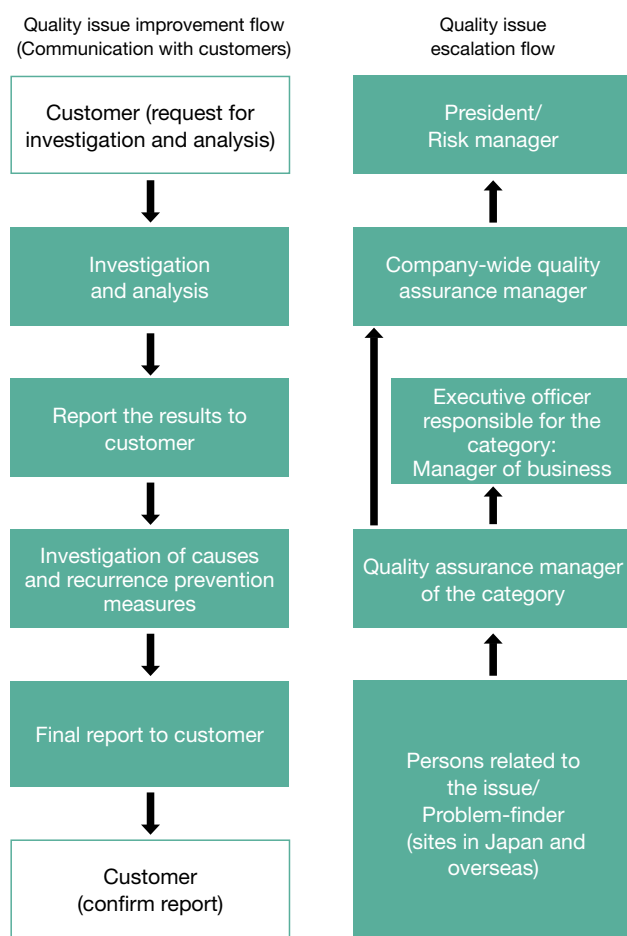 Quality issue improvement flow
(Communication with customers)
Customer (request for
investigation and analysis)
Investigation
and analysis
Report the results to
customer
Investigation of causes
and recurrence prevention
measures
Final report to customer
Customer
(confirm report)
Quality issue
escalation flow
President/
Risk manager
Company-wide quality
assurance manager
Executive officer
responsible for the
category:
Manager of business
Quality assurance manager
of the category
Persons related to
the issue/
Problem-finder
(sites in Japan and
overseas)